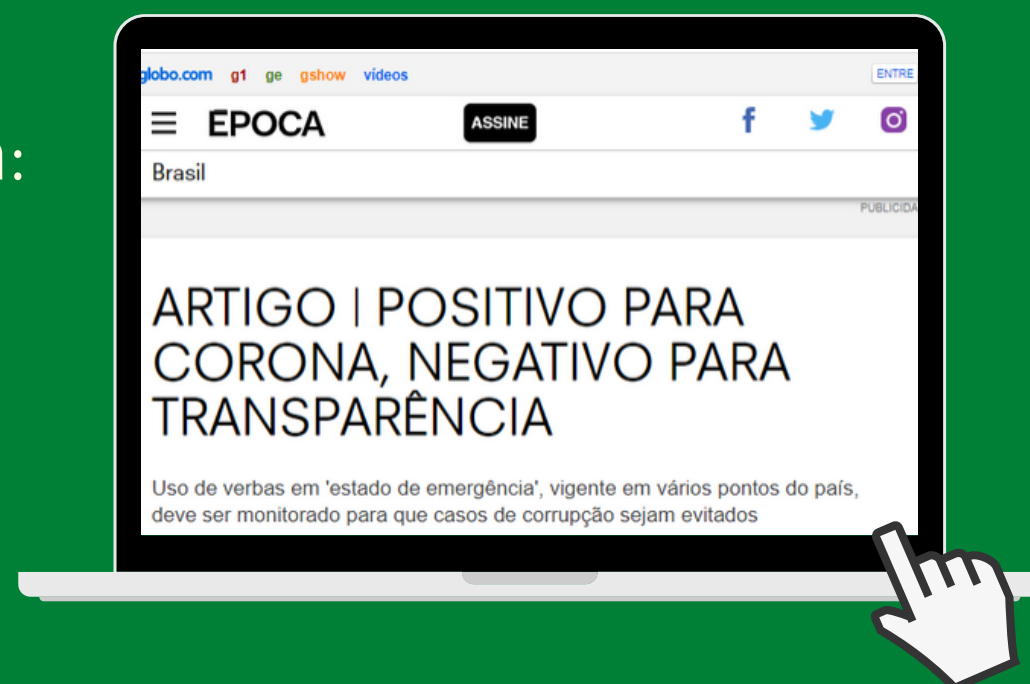 globo.com g1 ge gshow vídeos ENTRE
EPOCA ASSINE f
Brasil
PUBLICIDA
ARTIGO | POSITIVO PARA
CORONA, NEGATIVO PARA
TRANSPARÊNCIA
Uso de verbas em 'estado de emergência', vigente em vários pontos do país,
deve ser monitorado para que casos de corrupção sejam evitados